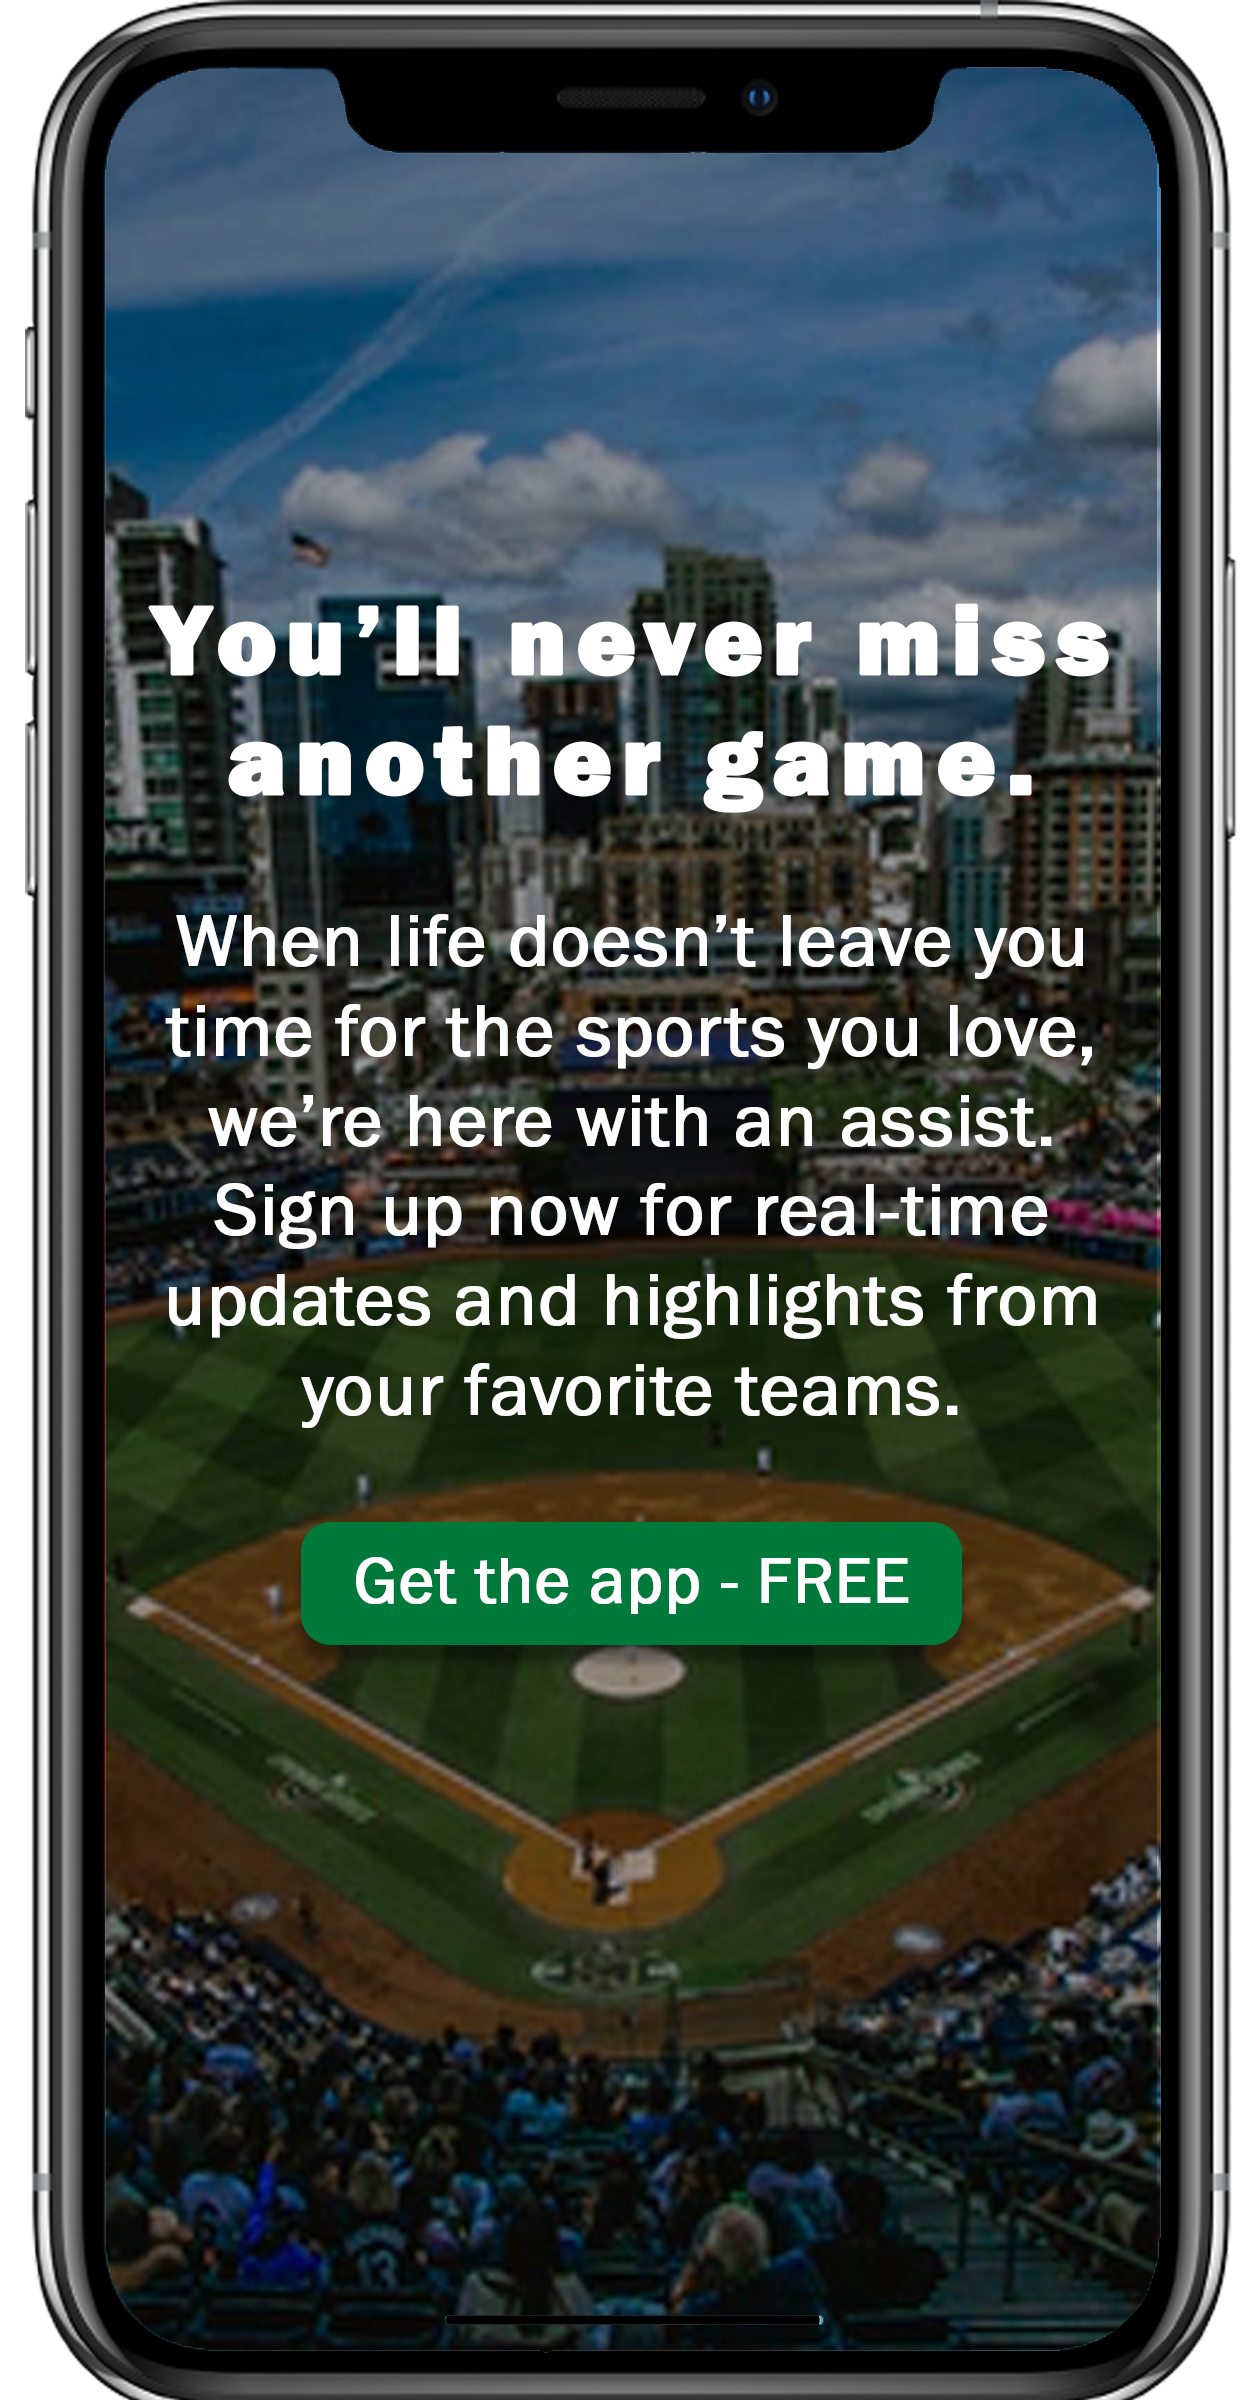 You’ll never miss
another game.
When life doesn’t leave you
time for the sports you love,
we’re here with an assist.
Sign up now for real-time
updates and highlights from
your favorite teams.
Get the app - FREE
13